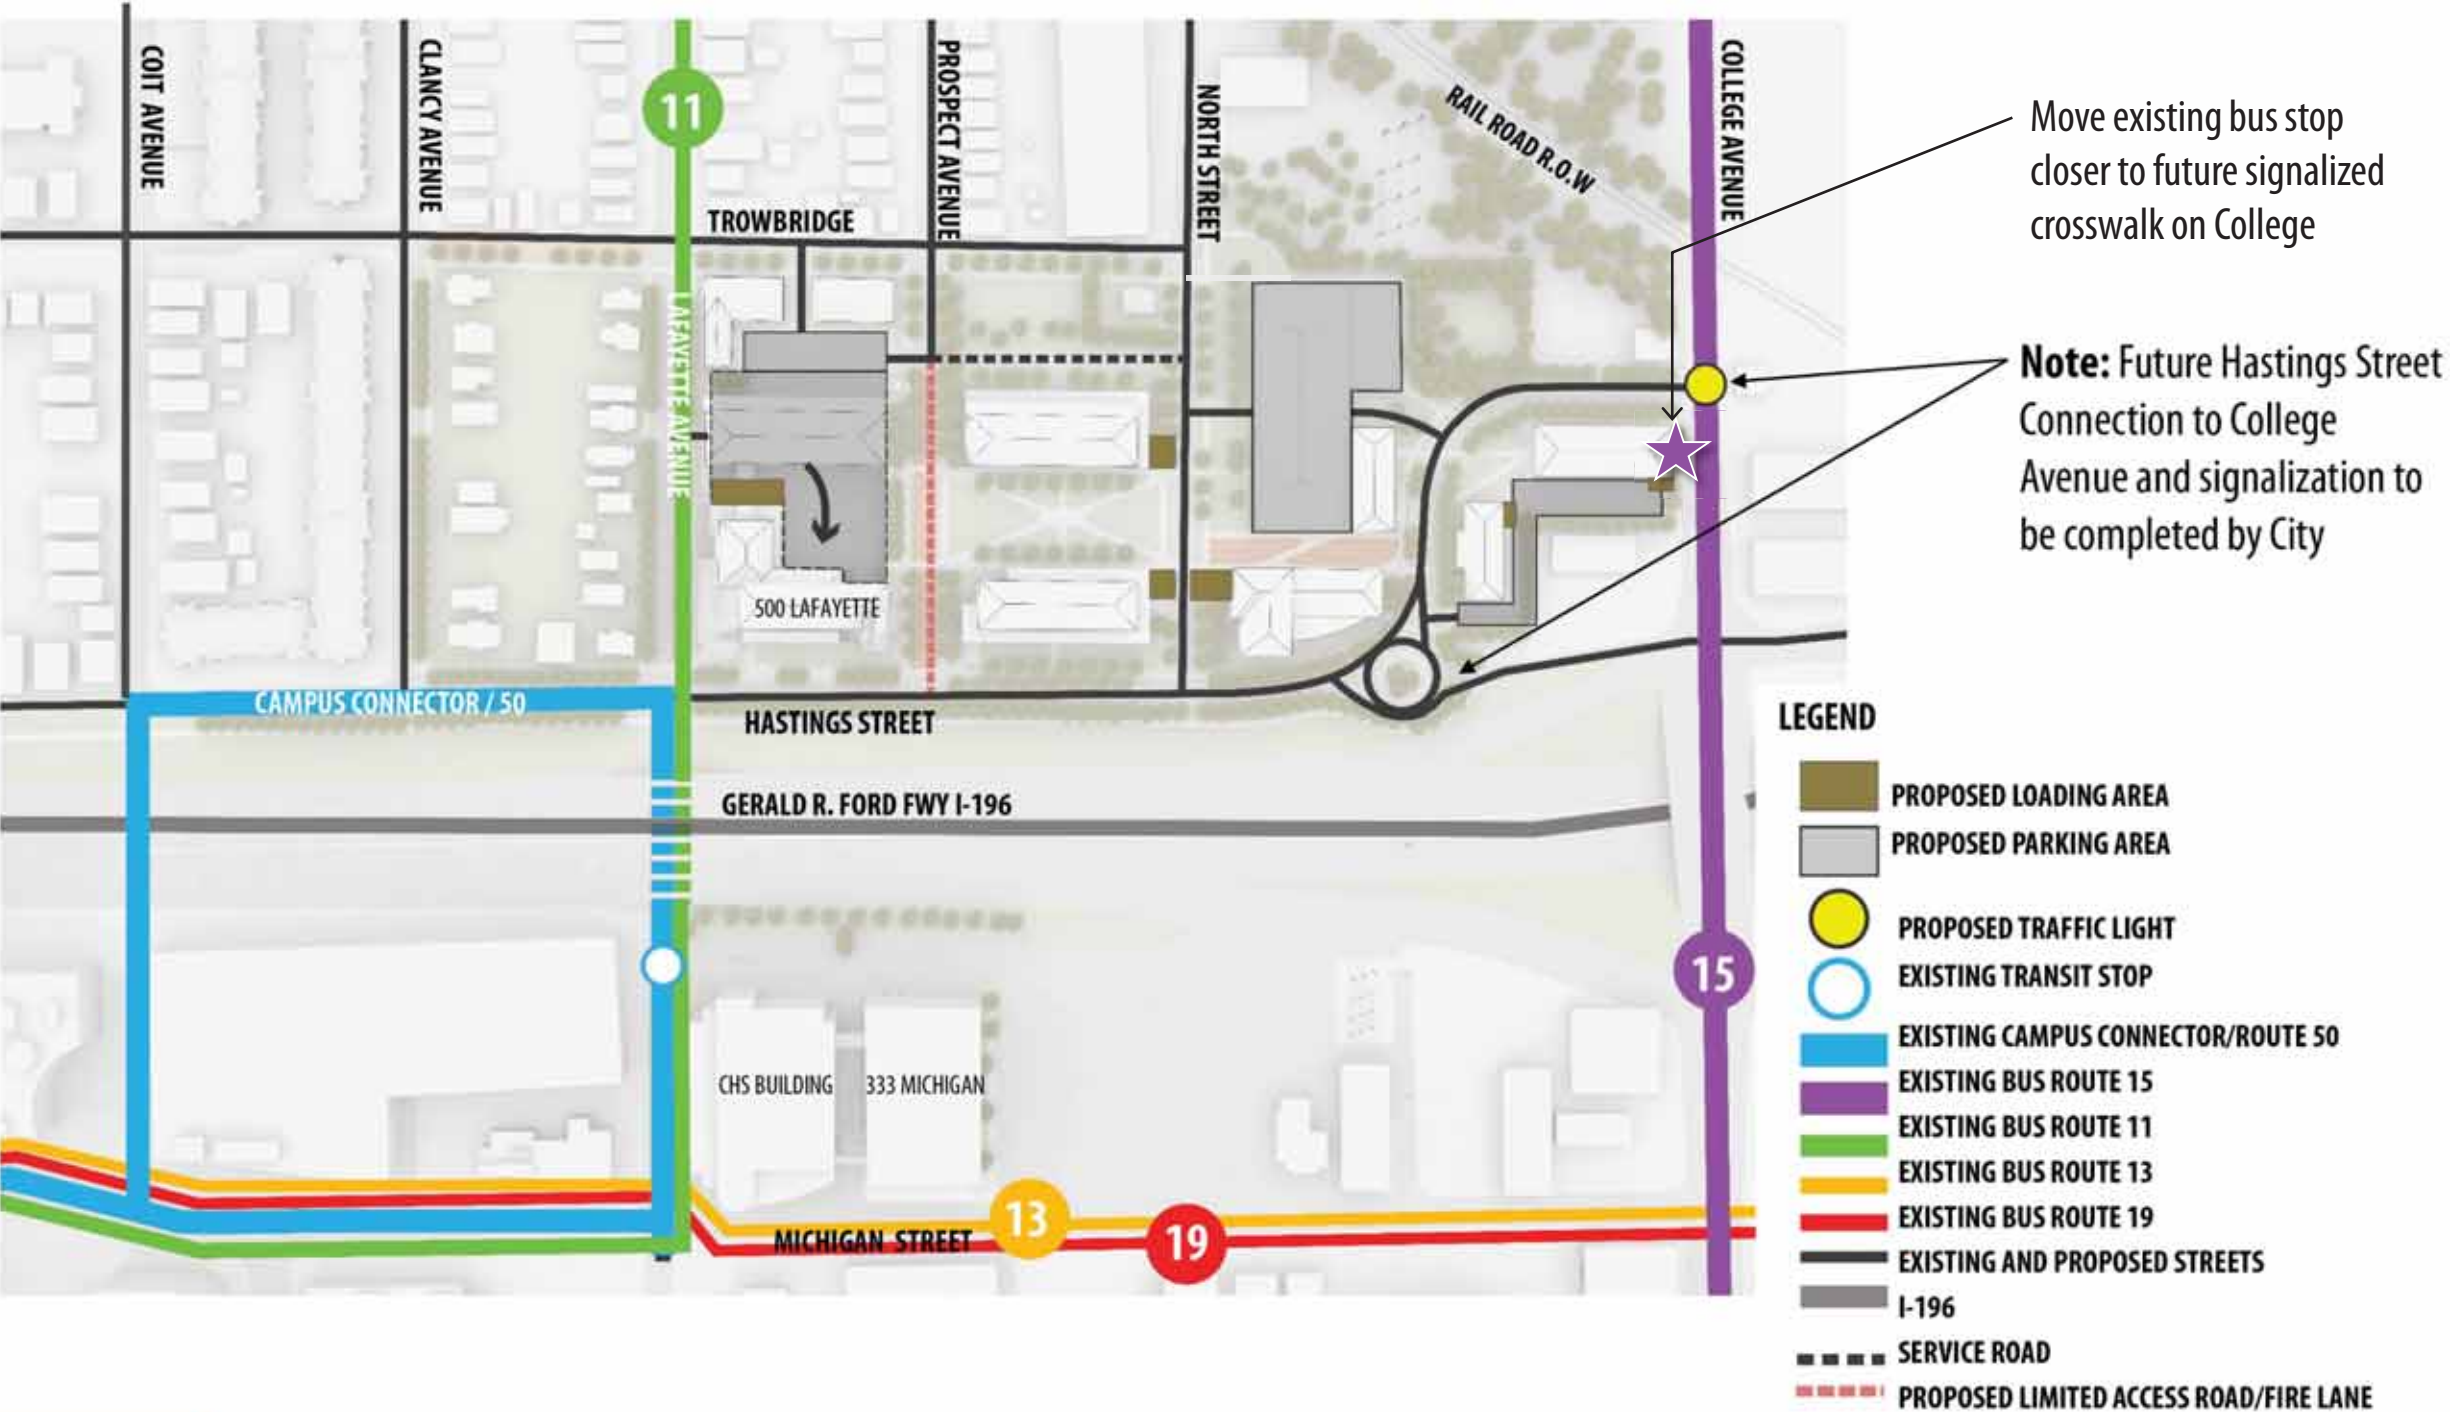 COIT AVENUE
CLANCY AVENUE
11
LAFAYETTE AVENUE
TROWBRIDGE
PROSPECT AVENUE
NORTH STREET
RAIL ROAD R.O.W
COLLEGE AVENUE
Move existing bus stop
closer to future signalized
crosswalk on College
Note: Future Hastings Street
Connection to College
Avenue and signalization to
be completed by City
500 LAFAYETTE
CAMPUS CONNECTOR / 50
HASTINGS STREET
GERALD R. FORD FWY I-196
15
CHS BUILDING
333 MICHIGAN
13
19
MICHIGAN STREET
LEGEND
PROPOSED LOADING AREA
PROPOSED PARKING AREA
PROPOSED TRAFFIC LIGHT
EXISTING TRANSIT STOP
EXISTING CAMPUS CONNECTOR/ROUTE 50
EXISTING BUS ROUTE 15
EXISTING BUS ROUTE 11
EXISTING BUS ROUTE 13
EXISTING BUS ROUTE 19
EXISTING AND PROPOSED STREETS
I-196
SERVICE ROAD
PROPOSED LIMITED ACCESS ROAD/FIRE LANE